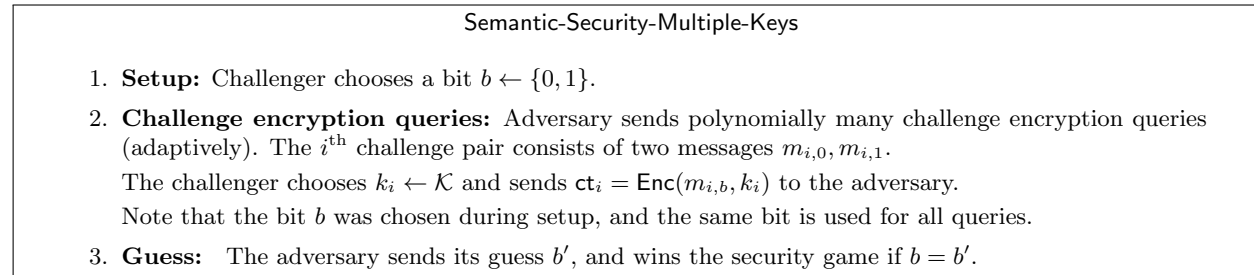 Semantic-Security-Multiple-Keys
1. Setup: Challenger chooses a bit b ← {0, 1}.
2. Challenge encryption queries: Adversary sends polynomially many challenge encryption queries
(adaptively). The i^th challenge pair consists of two messages m_{i,0}, m_{i,1}.
The challenger chooses k_i ← 𝒦 and sends ct_i = Enc(m_{i,b}, k_i) to the adversary.
Note that the bit b was chosen during setup, and the same bit is used for all queries.
3. Guess: The adversary sends its guess b′, and wins the security game if b = b′.